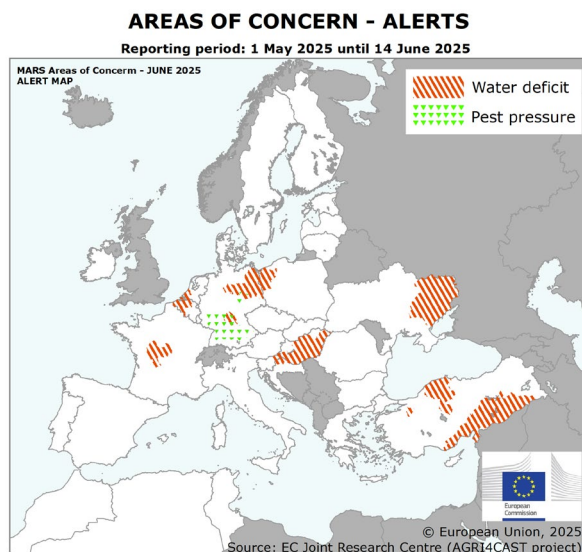 AREAS OF CONCERN - ALERTS
Reporting period: 1 May 2025 until 14 June 2025
MARS Areas of Concern - JUNE 2025
ALERT MAP
Water deficit
Pest pressure
European
Commission
© European Union, 2025
Source: EC Joint Research Centre (AGRI4CAST project)